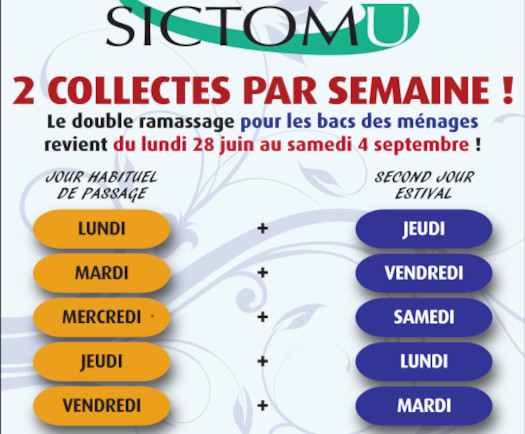 SICTOMU
2 COLLECTES PAR SEMAINE !
Le double ramassage pour les bacs des ménages
revient du lundi 28 juin au samedi 4 septembre !
JOUR HABITUEL
DE PASSAGE
SECOND JOUR
ESTIVAL
LUNDI + JEUDI
MARDI + VENDREDI
MERCREDI + SAMEDI
JEUDI + LUNDI
VENDREDI + MARDI